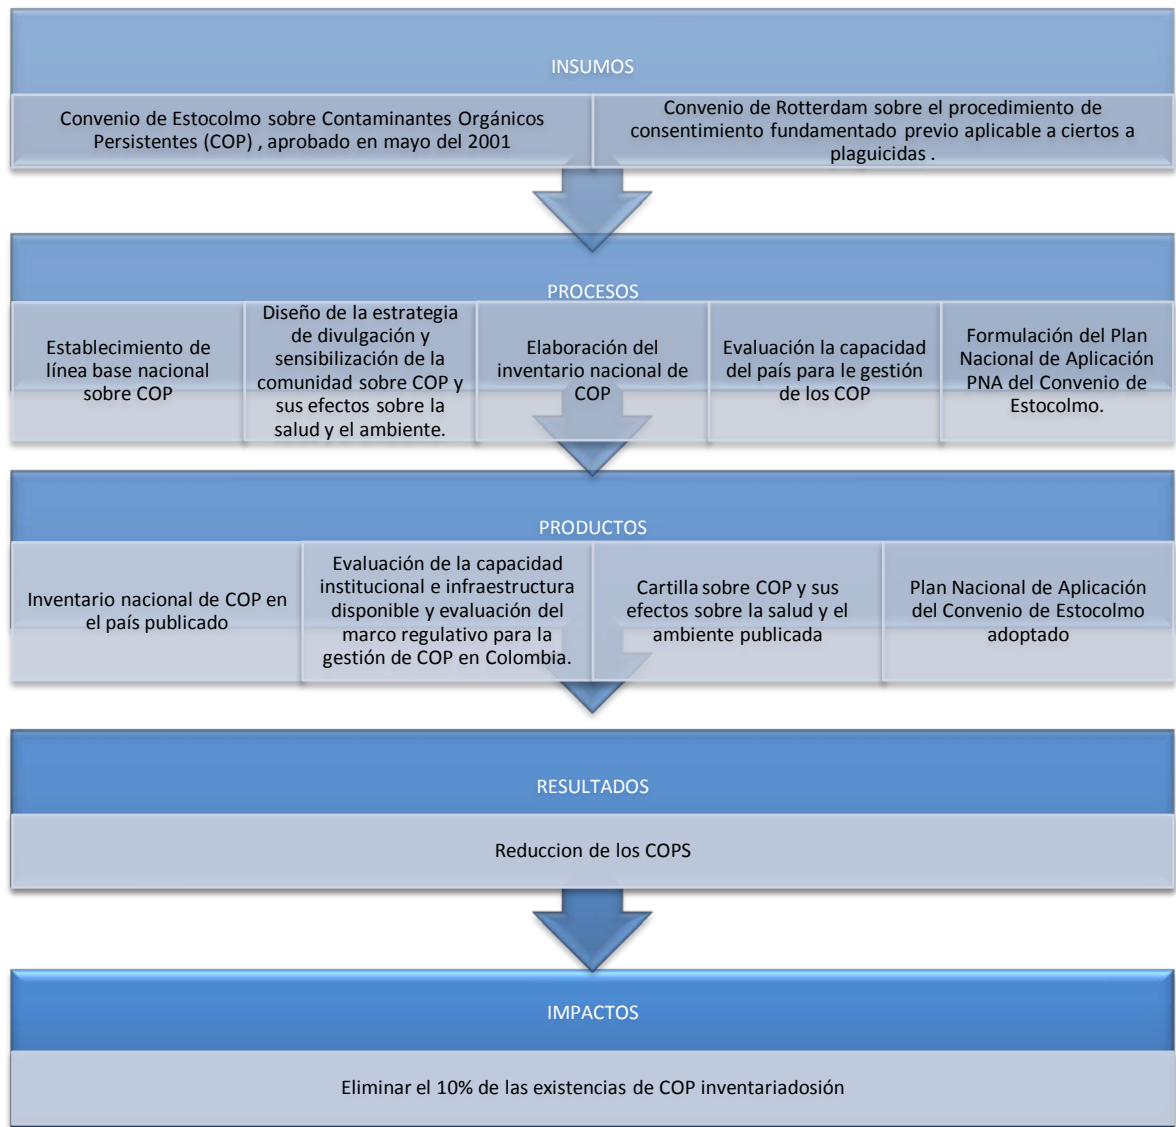 INSUMOS
Convenio de Estocolmo sobre Contaminantes Orgánicos
Persistentes (COP) , aprobado en mayo del 2001
Convenio de Rotterdam sobre el procedimiento de
consentimiento fundamentado previo aplicable a ciertos a
plaguicidas .
PROCESOS
Establecimiento de
línea base nacional
sobre COP
Diseño de la estrategia
de divulgación y
sensibilización de la
comunidad sobre COP y
sus efectos sobre la
salud y el ambiente.
Elaboración del
inventario nacional de
COP
Evaluación la capacidad
del país para le gestión
de los COP
Formulación del Plan
Nacional de Aplicación
PNA del Convenio de
Estocolmo.
PRODUCTOS
Inventario nacional de COP en
el país publicado
Evaluación de la capacidad
institucional e infraestructura
disponible y evaluación del
marco regulativo para la
gestión de COP en Colombia.
Cartilla sobre COP y sus
efectos sobre la salud y el
ambiente publicada
Plan Nacional de Aplicación
del Convenio de Estocolmo
adoptado
RESULTADOS
Reduccion de los COPS
IMPACTOS
Eliminar el 10% de las existencias de COP inventariadosión